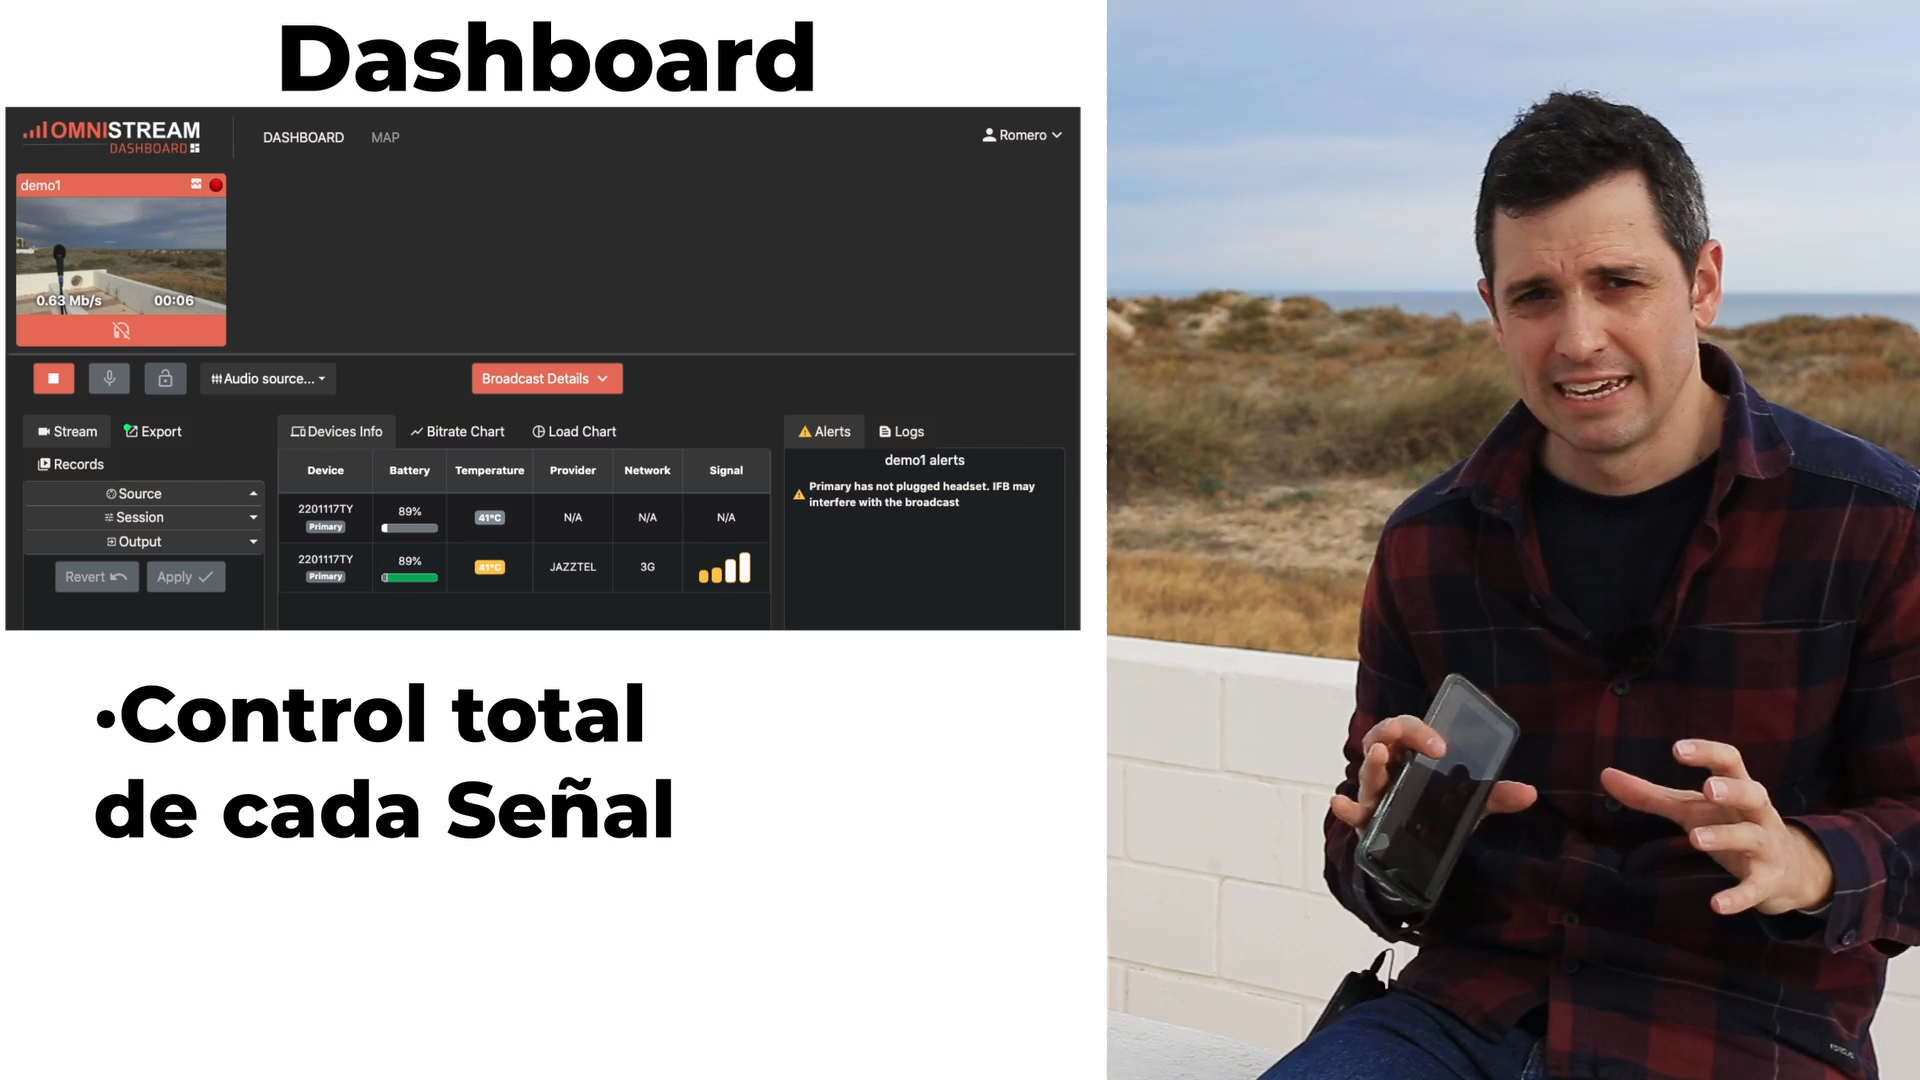 Dashboard
OMNISTREAM
DASHBOARD
DASHBOARD MAP
Romero
demo1
0.63 Mb/s 00:06
Audio source...
Broadcast Details
Stream Export
Records
Source
Session
Output
Revert Apply
Devices Info Bitrate Chart Load Chart
Device Battery Temperature Provider Network Signal
2201117TY 89% 41ºC N/A N/A N/A
Primary
2201117TY 89% 41ºC JAZZTEL 3G
Primary
Alerts Logs
demo1 alerts
Primary has not plugged headset. IFB may
interfere with the broadcast
•Control total
de cada Señal